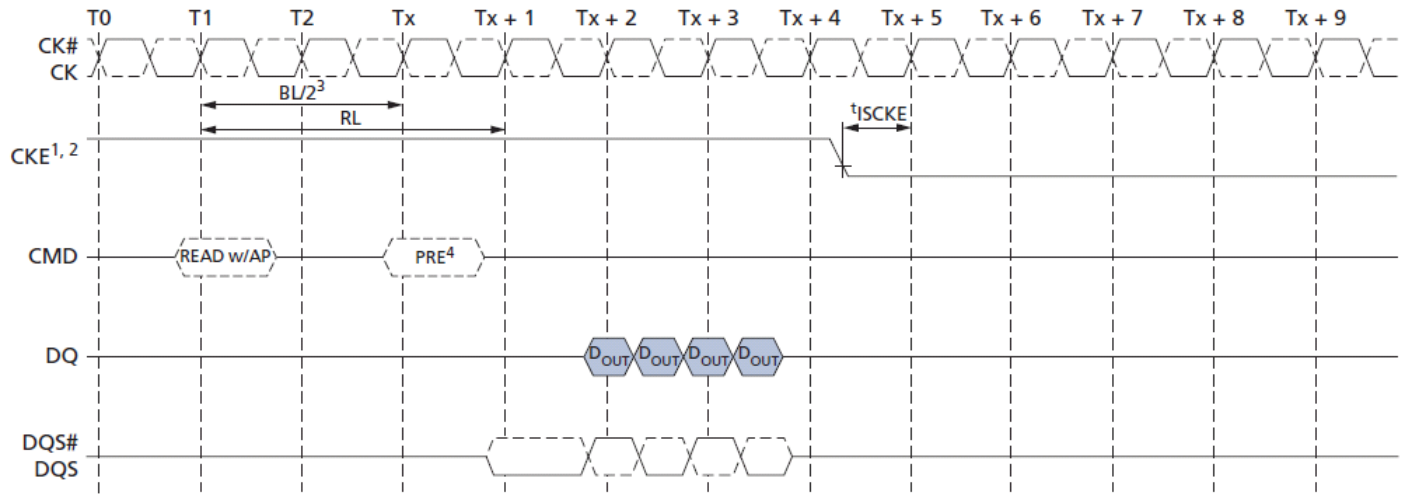 T0 T1 T2 Tx Tx + 1 Tx + 2 Tx + 3 Tx + 4 Tx + 5 Tx + 6 Tx + 7 Tx + 8 Tx + 9
CK#
CK
BL/2³
RL
tISCKE
CKE1, 2
CMD READ w/AP PRE4
DQ DOUT DOUT DOUT DOUT
DQS#
DQS